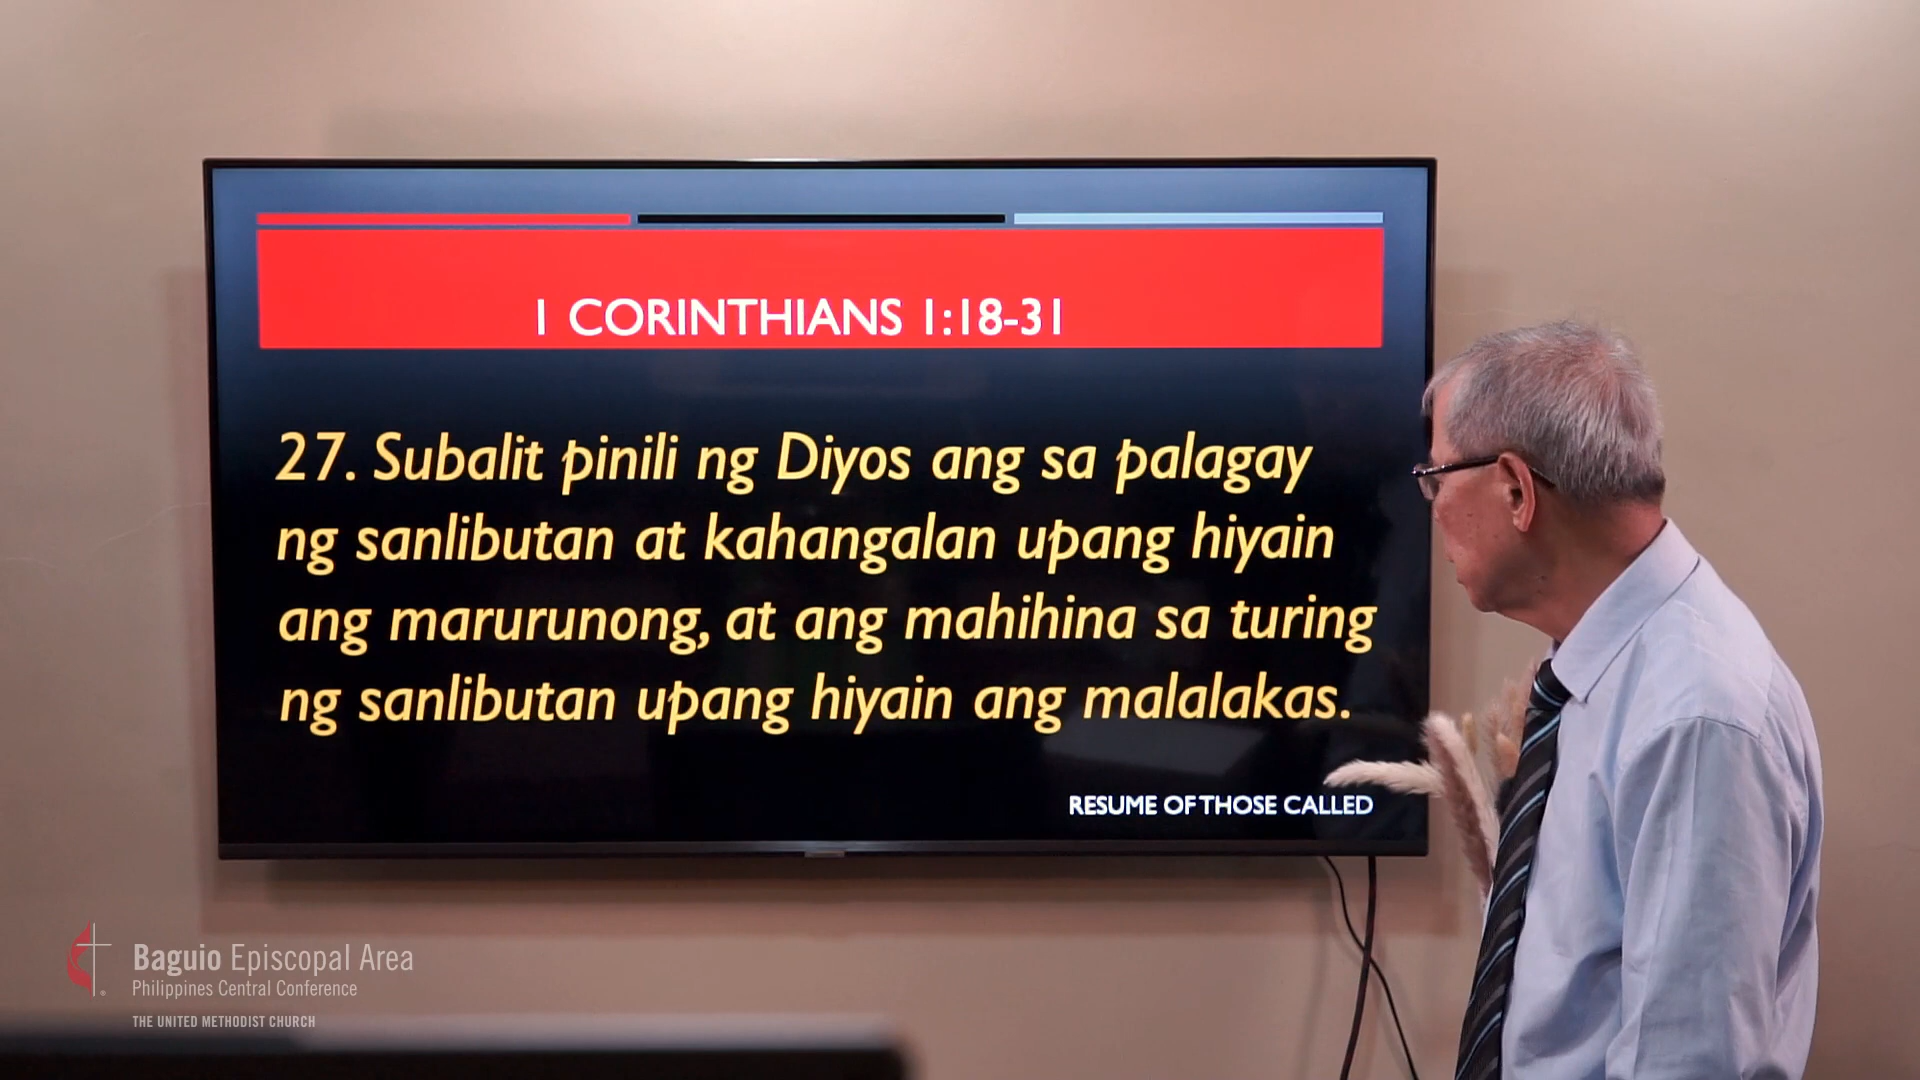 1 CORINTHIANS 1:18-31
27. Subalit pinili ng Diyos ang sa palagay
ng sanlibutan at kahangalan upang hiyain
ang marurunong, at ang mahihina sa turing
ng sanlibutan upang hiyain ang malalakas.
RESUME OF THOSE CALLED
Baguio Episcopal Area
Philippines Central Conference
THE UNITED METHODIST CHURCH